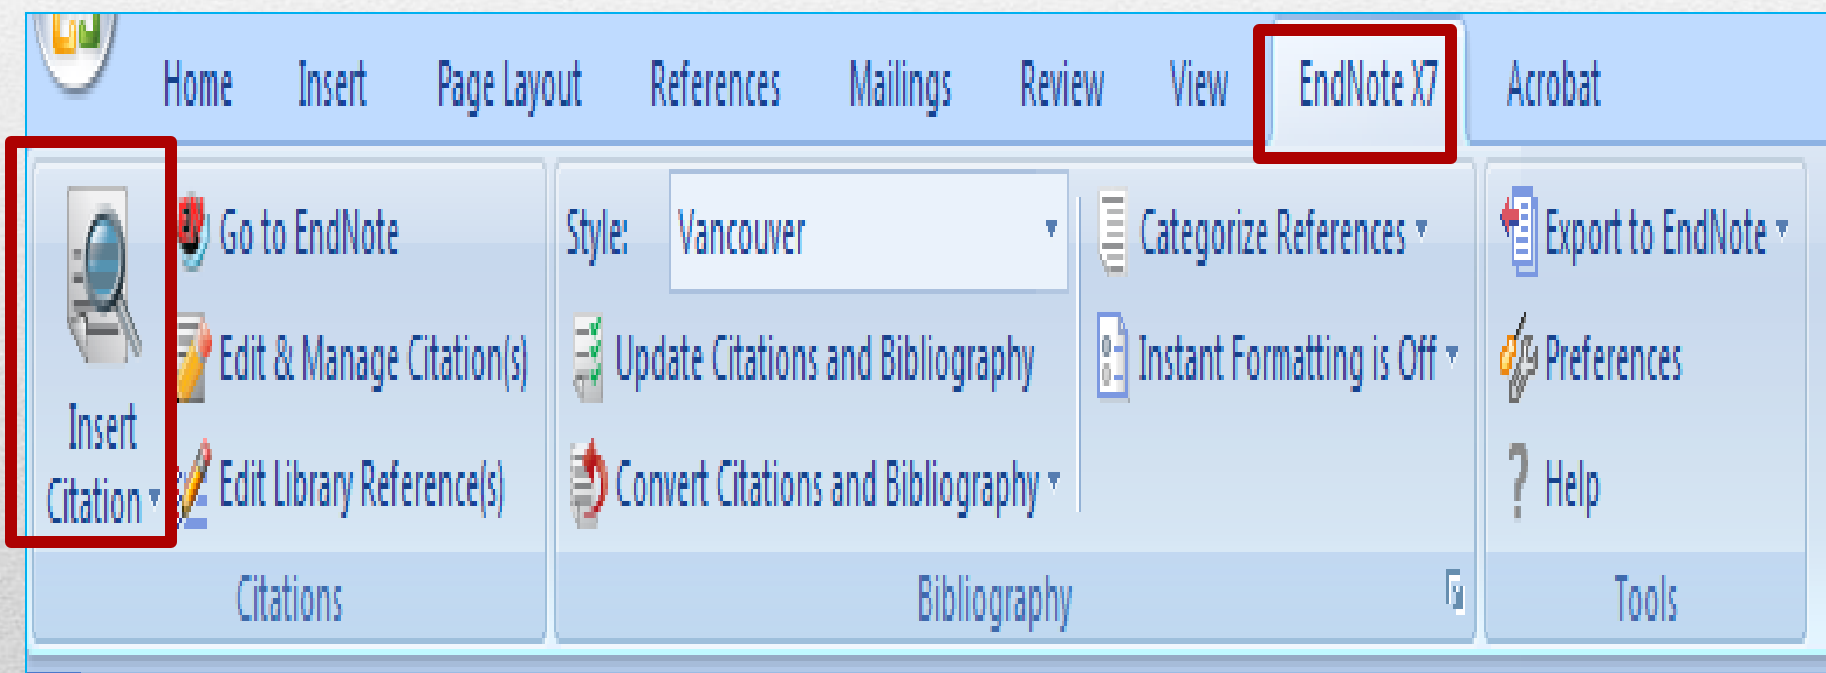 Home Insert Page Layout References Mailings Review View EndNote X7 Acrobat
Insert
Citation
Go to EndNote
Edit & Manage Citation(s)
Edit Library Reference(s)
Citations
Style: Vancouver
Update Citations and Bibliography
Convert Citations and Bibliography
Categorize References
Instant Formatting is Off
Bibliography
Export to EndNote
Preferences
Help
Tools